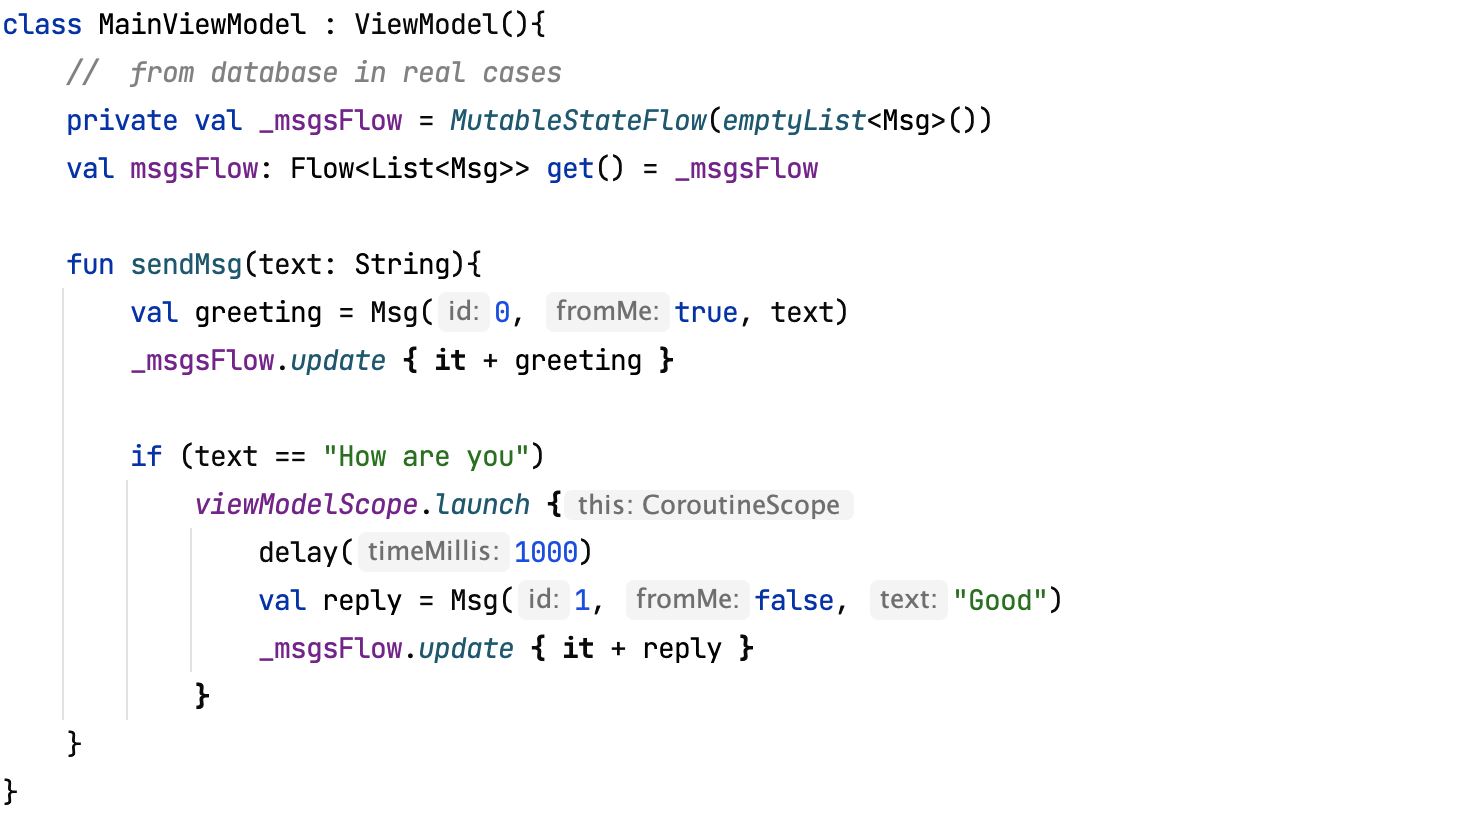 class MainViewModel : ViewModel(){
    //  from database in real cases
    private val _msgsFlow = MutableStateFlow(emptyList<Msg>())
    val msgsFlow: Flow<List<Msg>> get() = _msgsFlow

    fun sendMsg(text: String){
        val greeting = Msg( id: 0, fromMe: true, text)
        _msgsFlow.update { it + greeting }

        if (text == "How are you")
            viewModelScope.launch { this: CoroutineScope
                delay( timeMillis: 1000)
                val reply = Msg( id: 1, fromMe: false, text: "Good")
                _msgsFlow.update { it + reply }
            }
    }
}